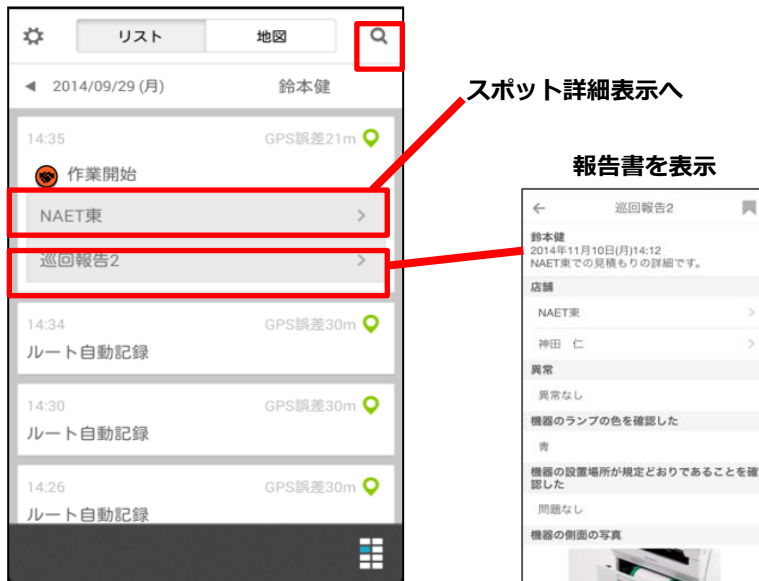 リスト
地図
2014/09/29 (月)
鈴本健
14:35
GPS誤差21m
作業開始
NAET東
巡回報告2
14:34
GPS誤差30m
ルート自動記録
14:30
GPS誤差30m
ルート自動記録
14:26
GPS誤差30m
ルート自動記録
スポット詳細表示へ
報告書を表示
巡回報告2
鈴本健
2014年11月10日(月)14:12
NAET東での見積もりの詳細です。
店舗
NAET東
神田 仁
異常
異常なし
機器のランプの色を確認した
青
機器の設置場所が規定どおりであることを確
認した
問題なし
機器の側面の写真